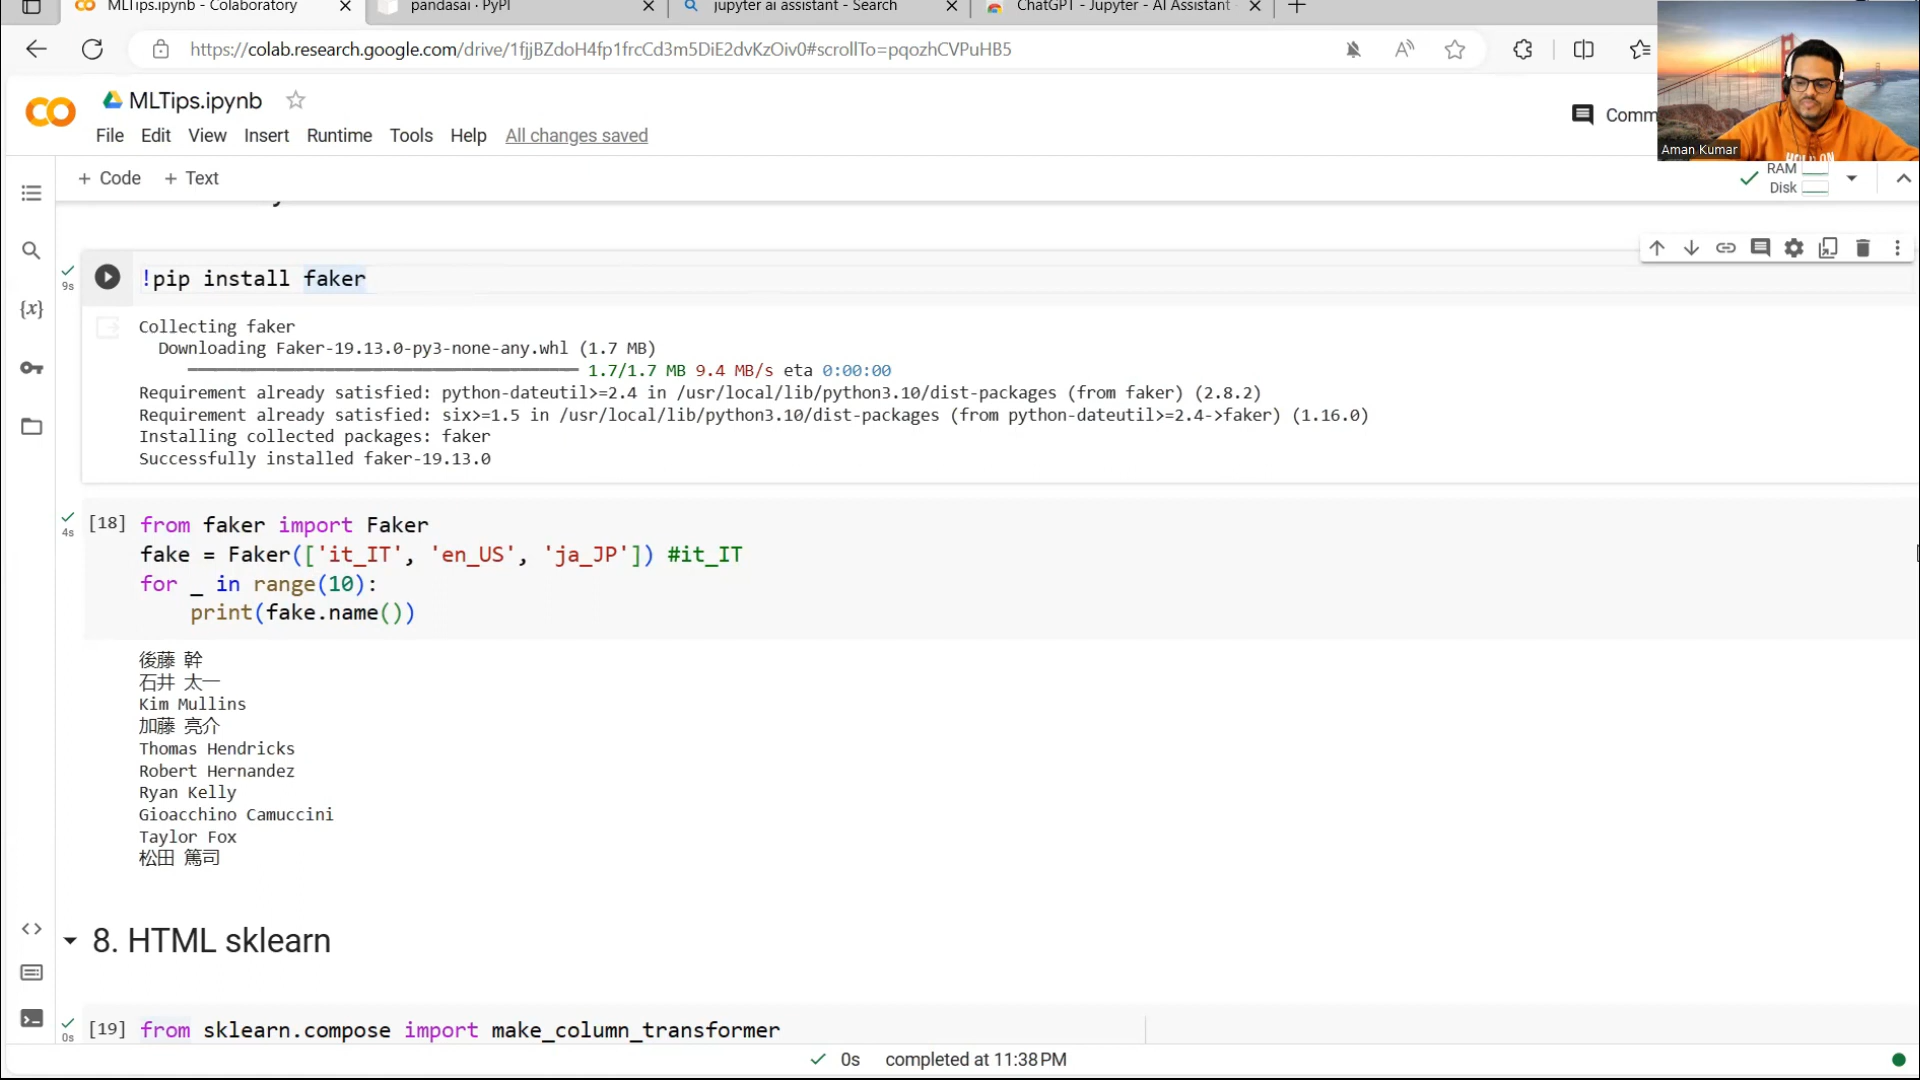 MLTips.ipynb - Colaboratory
pandasai · PyPI
jupyter ai assistant - Search
ChatGPT - Jupyter - AI Assistant
https://colab.research.google.com/drive/1fjjBZdoH4fp1frcCd3m5DiE2dvKzOiv0#scrollTo=pqozhCVPuHB5
MLTips.ipynb
File Edit View Insert Runtime Tools Help All changes saved
Comm
Aman Kumar
+ Code + Text
RAM
Disk
9s
!pip install faker
Collecting faker
Downloading Faker-19.13.0-py3-none-any.whl (1.7 MB)
1.7/1.7 MB 9.4 MB/s eta 0:00:00
Requirement already satisfied: python-dateutil>=2.4 in /usr/local/lib/python3.10/dist-packages (from faker) (2.8.2)
Requirement already satisfied: six>=1.5 in /usr/local/lib/python3.10/dist-packages (from python-dateutil>=2.4->faker) (1.16.0)
Installing collected packages: faker
Successfully installed faker-19.13.0
4s
[18] from faker import Faker
fake = Faker(['it_IT', 'en_US', 'ja_JP']) #it_IT
for _ in range(10):
print(fake.name())
後藤 幹
石井 太一
Kim Mullins
加藤 亮介
Thomas Hendricks
Robert Hernandez
Ryan Kelly
Gioacchino Camuccini
Taylor Fox
松田 篤司
8. HTML sklearn
0s
[19] from sklearn.compose import make_column_transformer
0s completed at 11:38 PM